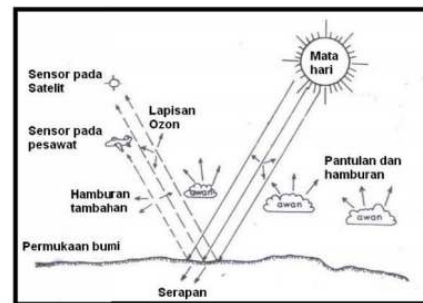 Sensor pada
Satelit
Mata
hari
Lapisan
Ozon
Sensor pada
pesawat
Pantulan dan
hamburan
awan
Hamburan
tambahan
awan
awan
Permukaan bumi
Serapan